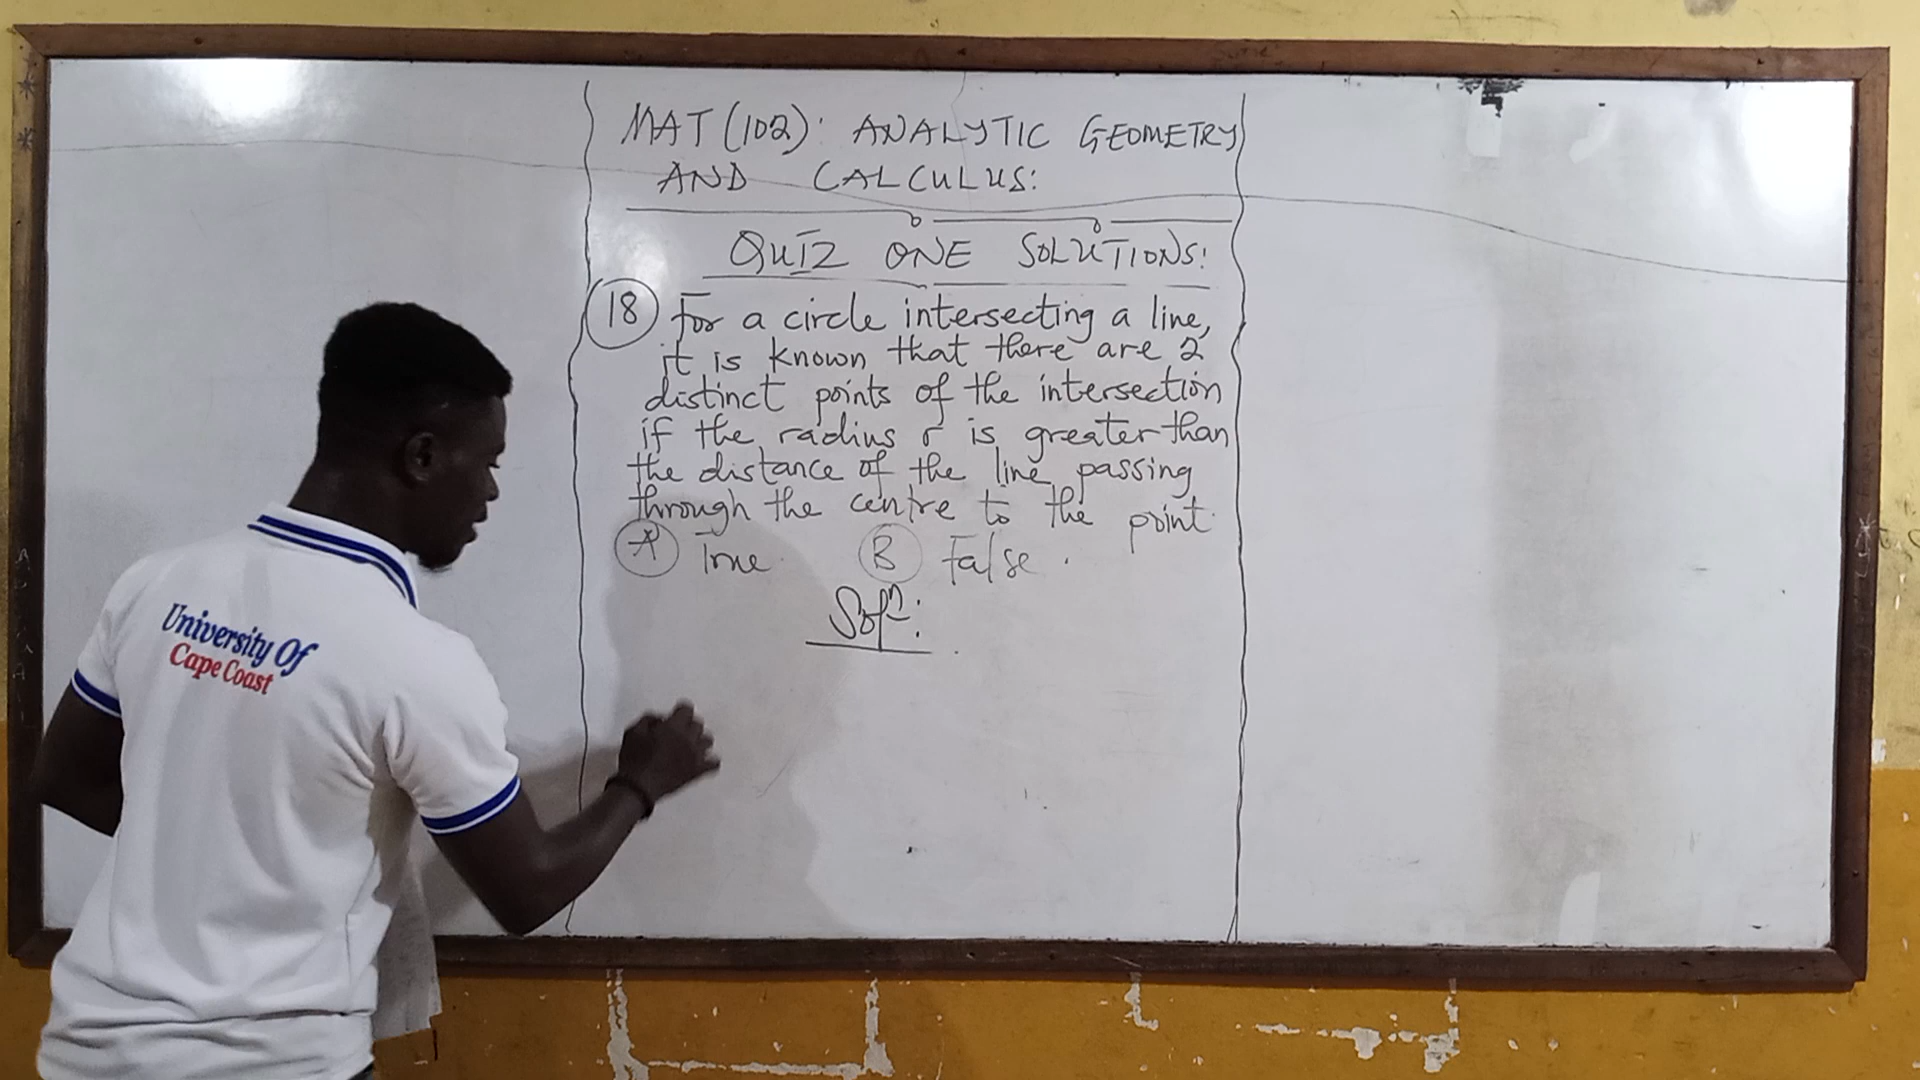 MAT (102): ANALYTIC GEOMETRY
AND CALCULUS:
QUIZ ONE SOLUTIONS:
18 For a circle intersecting a line,
it is known that there are 2
distinct points of the intersection
if the radius r is greater than
the distance of the line passing
through the centre to the point.
A True. B False.
Sol<sup>n</sup>:
University Of
Cape Coast